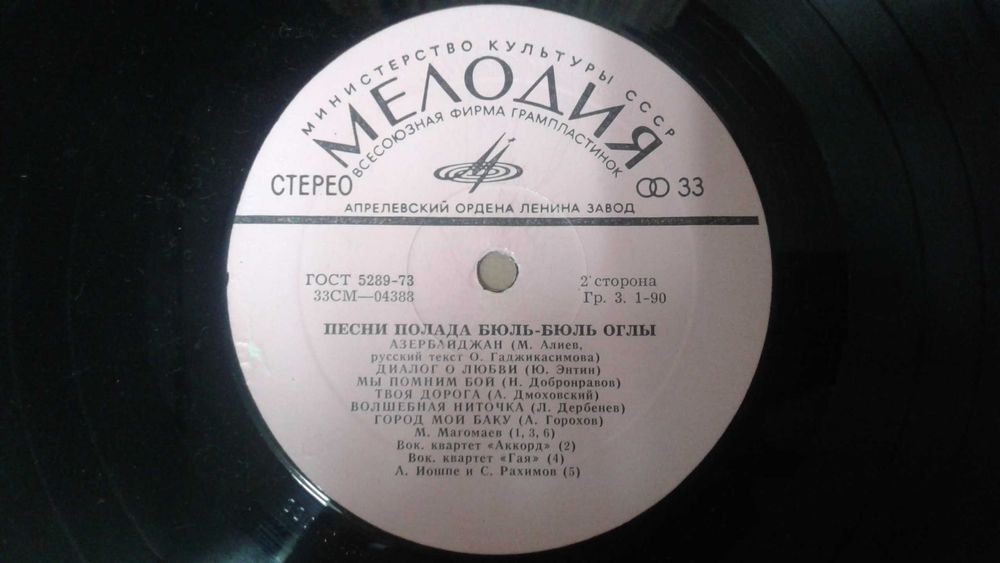 МИНИСТЕРСТВО КУЛЬТУРЫ СССР
МЕЛОДИЯ
ВСЕСОЮЗНАЯ ФИРМА ГРАМПЛАСТИНОК
СТЕРЕО 33
АПРЕЛЕВСКИЙ ОРДЕНА ЛЕНИНА ЗАВОД
ГОСТ 5289-73 2 сторона
33СМ—04388 Гр. 3. 1-90
ПЕСНИ ПОЛАДА БЮЛЬ-БЮЛЬ ОГЛЫ
АЗЕРБАЙДЖАН (М. Алиев,
русский текст О. Гаджикасимова)
ДИАЛОГ О ЛЮБВИ (Ю. Энтин)
МЫ ПОМНИМ БОЙ (Н. Добронравов)
ТВОЯ ДОРОГА (А. Дмоховский)
ВОЛШЕБНАЯ НИТОЧКА (Л. Дербенев)
ГОРОД МОЙ БАКУ (А. Горохов)
М. Магомаев (1, 3, 6)
Вок. квартет «Аккорд» (2)
Вок. квартет «Гая» (4)
А. Иошпе и С. Рахимов (5)